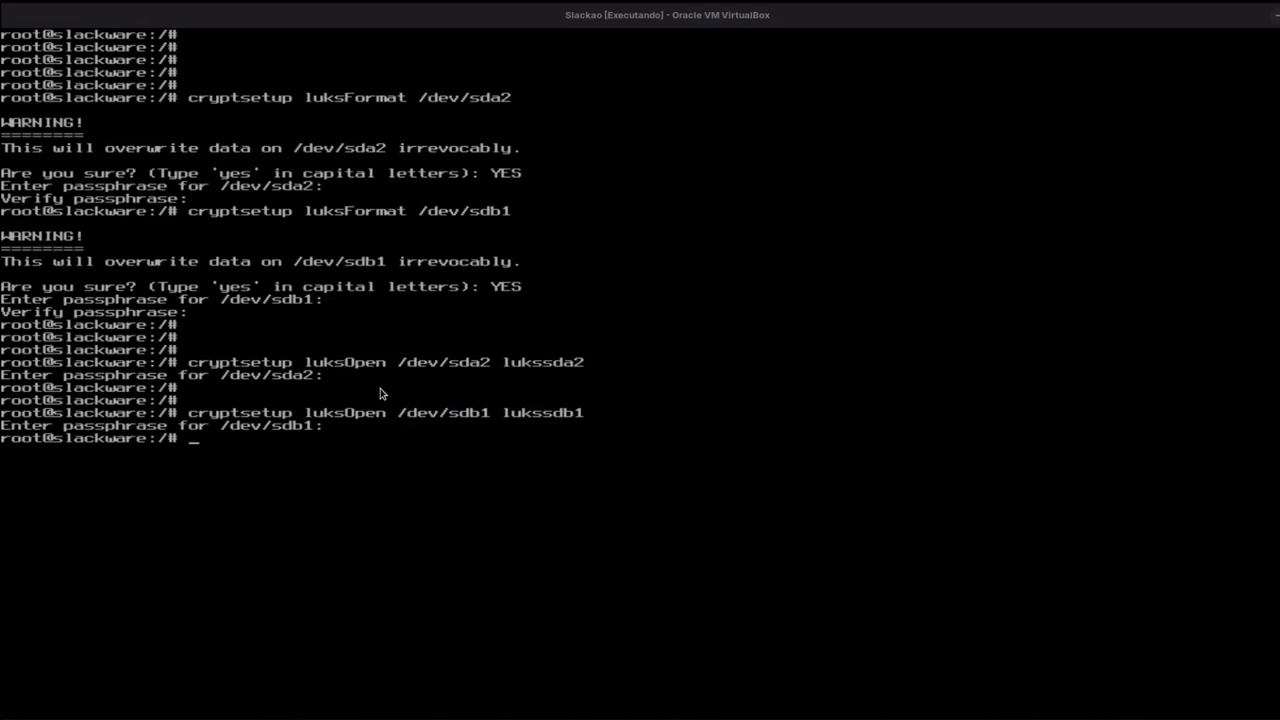 Slackao [Executando] - Oracle VM VirtualBox
root@slackware:/#
root@slackware:/#
root@slackware:/#
root@slackware:/#
root@slackware:/#
root@slackware:/# cryptsetup luksFormat /dev/sda2
WARNING!
========
This will overwrite data on /dev/sda2 irrevocably.
Are you sure? (Type 'yes' in capital letters): YES
Enter passphrase for /dev/sda2:
Verify passphrase:
root@slackware:/# cryptsetup luksFormat /dev/sdb1
WARNING!
========
This will overwrite data on /dev/sdb1 irrevocably.
Are you sure? (Type 'yes' in capital letters): YES
Enter passphrase for /dev/sdb1:
Verify passphrase:
root@slackware:/#
root@slackware:/#
root@slackware:/#
root@slackware:/# cryptsetup luksOpen /dev/sda2 lukssda2
Enter passphrase for /dev/sda2:
root@slackware:/#
root@slackware:/#
root@slackware:/# cryptsetup luksOpen /dev/sdb1 lukssdb1
Enter passphrase for /dev/sdb1:
root@slackware:/# _